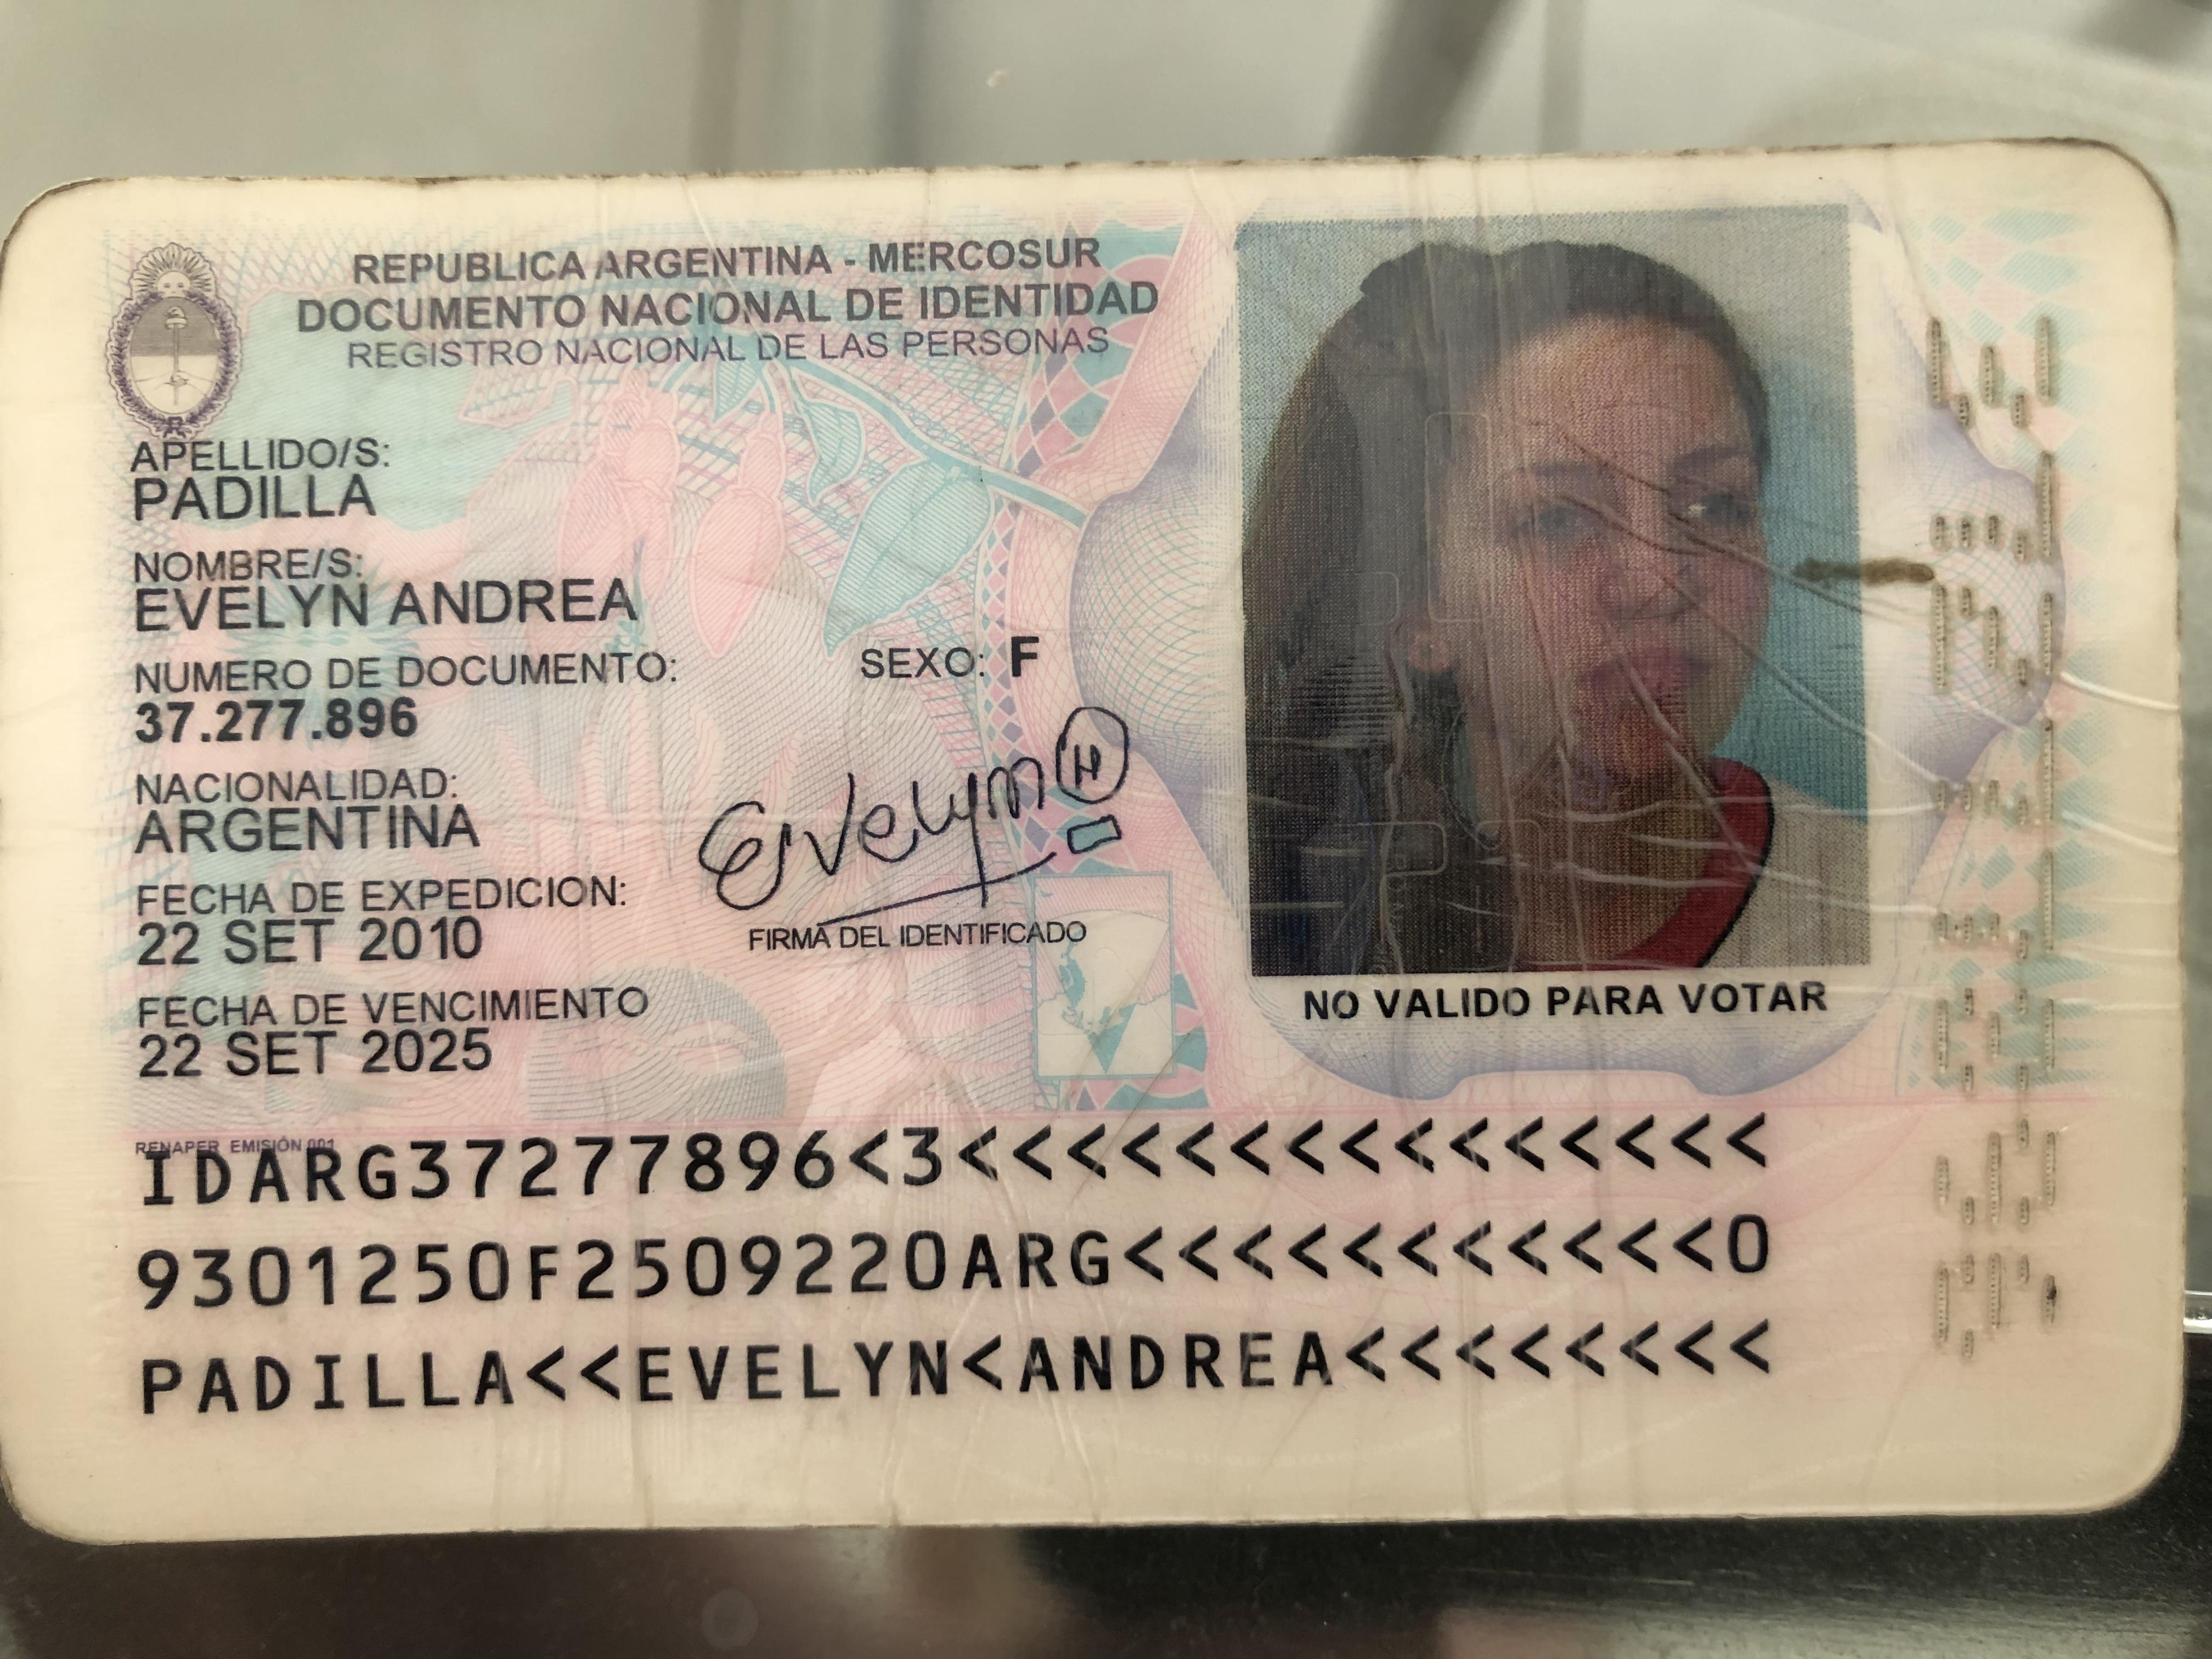 REPUBLICA ARGENTINA - MERCOSUR
DOCUMENTO NACIONAL DE IDENTIDAD
REGISTRO NACIONAL DE LAS PERSONAS
APELLIDO/S:
PADILLA
NOMBRE/S:
EVELYN ANDREA
NUMERO DE DOCUMENTO:
37.277.896
SEXO: F
NACIONALIDAD:
ARGENTINA
FECHA DE EXPEDICION:
22 SET 2010
Evelyn
FIRMA DEL IDENTIFICADO
FECHA DE VENCIMIENTO
22 SET 2025
NO VALIDO PARA VOTAR
RENAPER EMISIÓN 001
IDARG37277896<3<<<<<<<<<<<<<<<
9301250F2509220ARG<<<<<<<<<<<0
PADILLA<<EVELYN<ANDREA<<<<<<<<